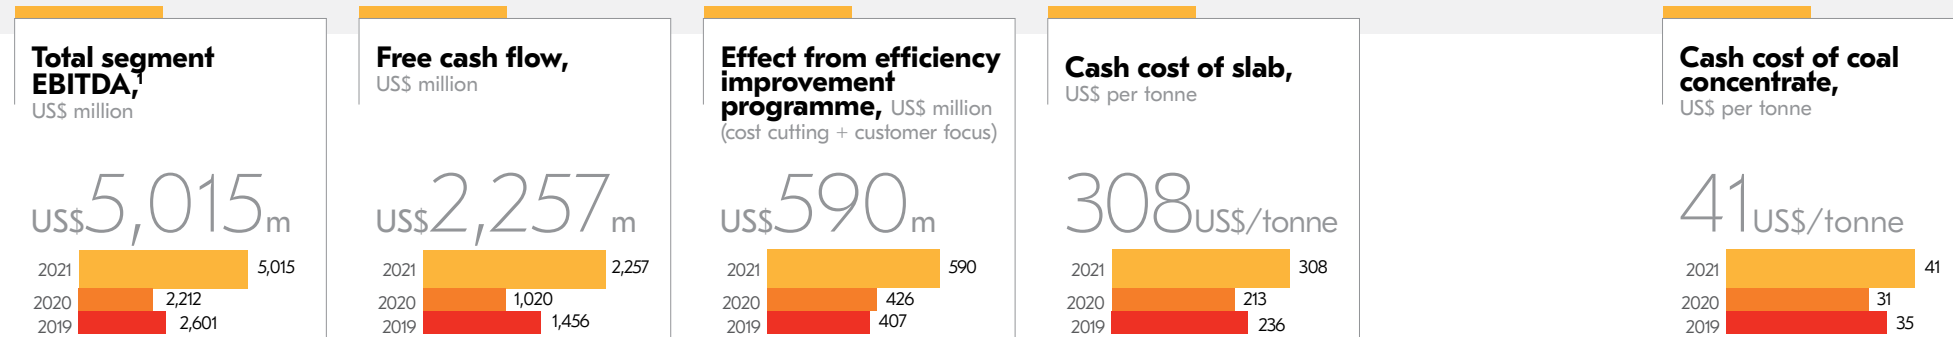 Total segment
EBITDA,1
US$ million
US$5,015m
2021 5,015
2020 2,212
2019 2,601
Free cash flow,
US$ million
US$2,257m
2021 2,257
2020 1,020
2019 1,456
Effect from efficiency
improvement
programme, US$ million
(cost cutting + customer focus)
US$590m
2021 590
2020 426
2019 407
Cash cost of slab,
US$ per tonne
308US$/tonne
2021 308
2020 213
2019 236
Cash cost of coal
concentrate,
US$ per tonne
41US$/tonne
2021 41
2020 31
2019 35